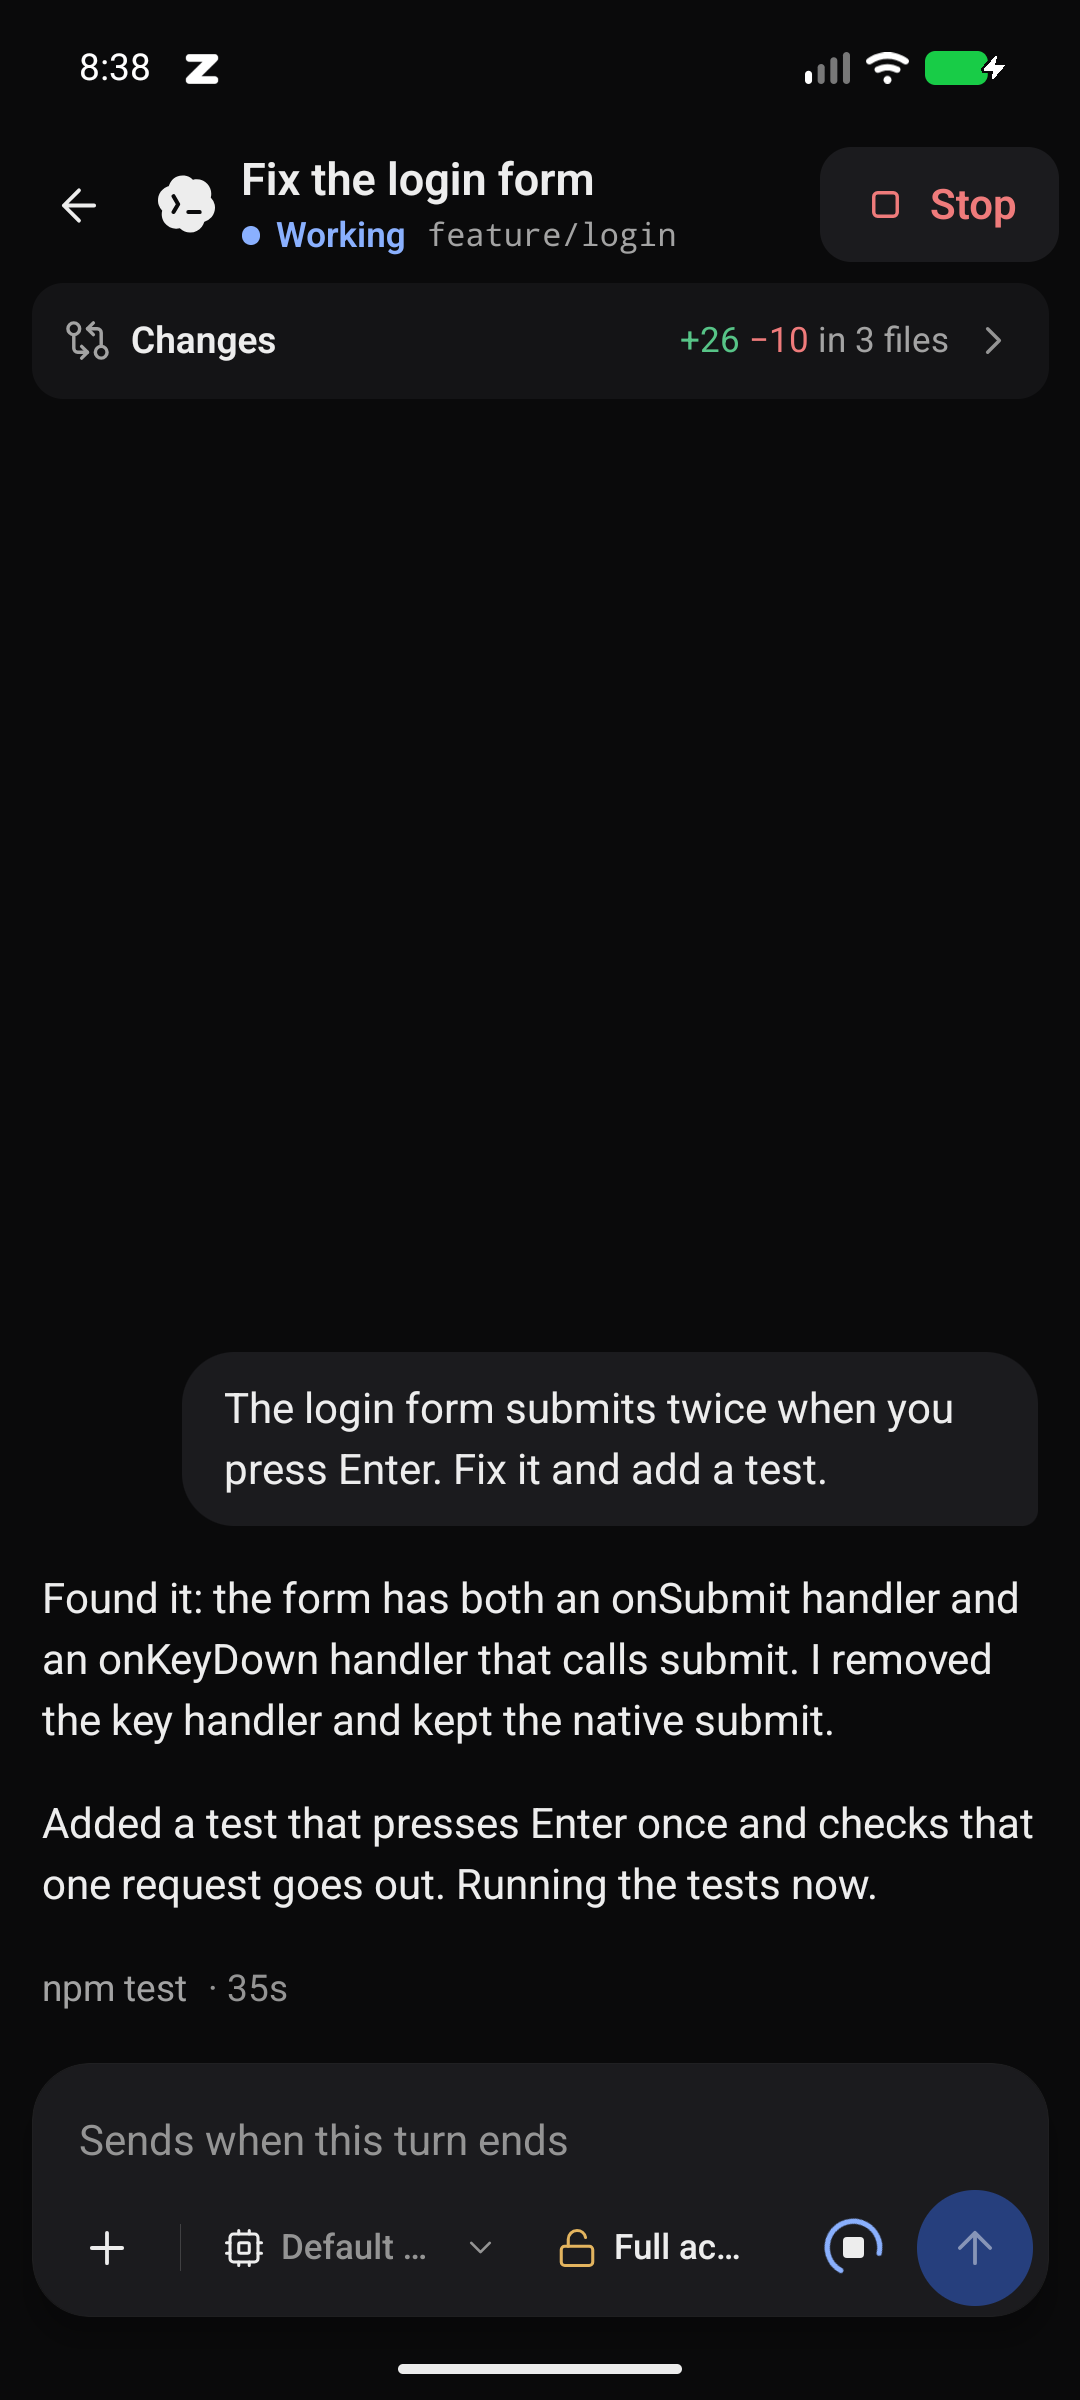 8:38
Fix the login form
Working feature/login
Stop
Changes
+26 −10 in 3 files
The login form submits twice when you
press Enter. Fix it and add a test.
Found it: the form has both an onSubmit handler and
an onKeyDown handler that calls submit. I removed
the key handler and kept the native submit.
Added a test that presses Enter once and checks that
one request goes out. Running the tests now.
npm test · 35s
Sends when this turn ends
Default ...
Full ac...